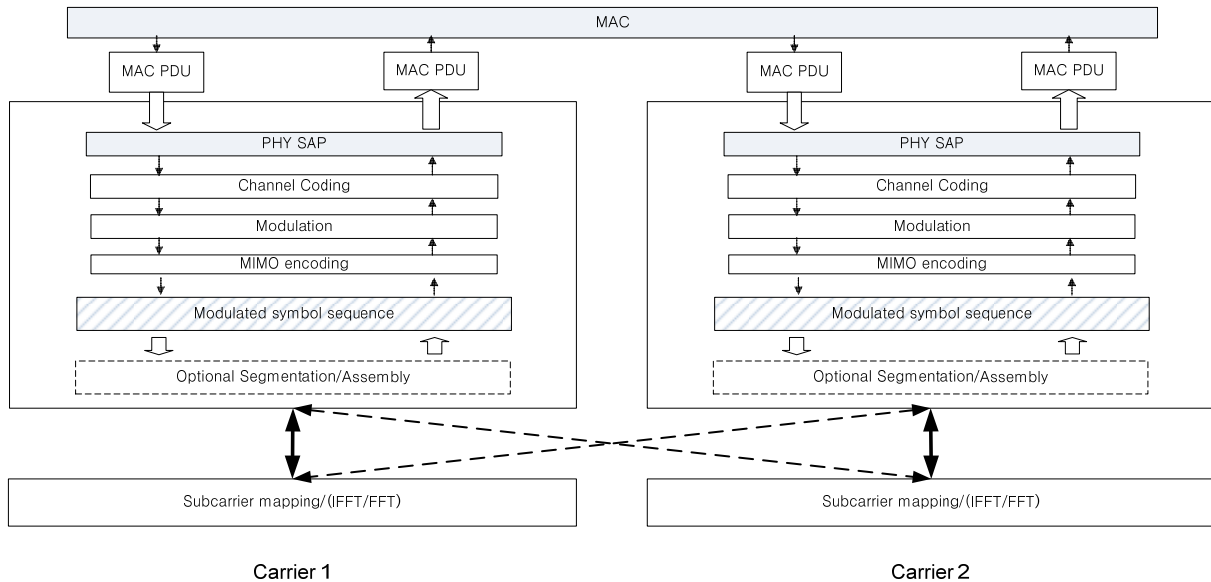 MAC
MAC PDU
MAC PDU
MAC PDU
MAC PDU
PHY SAP
Channel Coding
Modulation
MIMO encoding
Modulated symbol sequence
Optional Segmentation/Assembly
PHY SAP
Channel Coding
Modulation
MIMO encoding
Modulated symbol sequence
Optional Segmentation/Assembly
Subcarrier mapping/(IFFT/FFT)
Subcarrier mapping/(IFFT/FFT)
Carrier 1
Carrier 2